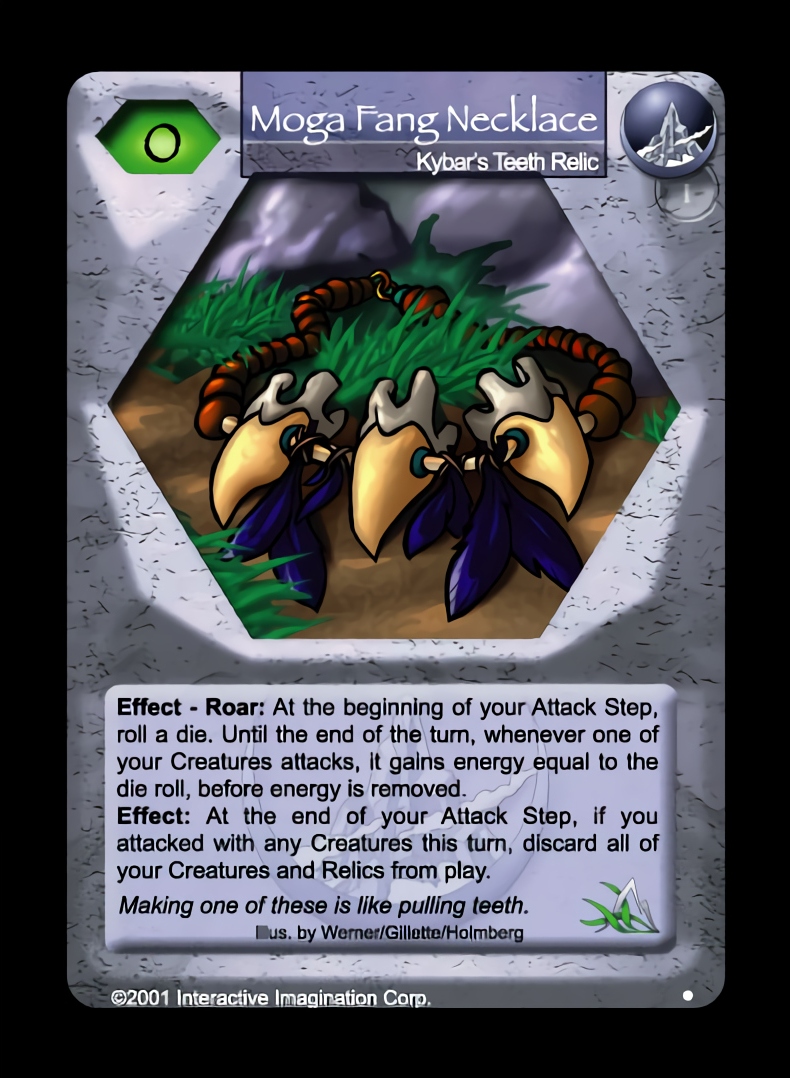 0
Moga Fang Necklace
Kybar's Teeth Relic
1
Effect - Roar: At the beginning of your Attack Step,
roll a die. Until the end of the turn, whenever one of
your Creatures attacks, it gains energy equal to the
die roll, before energy is removed.
Effect: At the end of your Attack Step, if you
attacked with any Creatures this turn, discard all of
your Creatures and Relics from play.
Making one of these is like pulling teeth.
Illus. by Werner/Gillette/Holmberg
©2001 Interactive Imagination Corp.